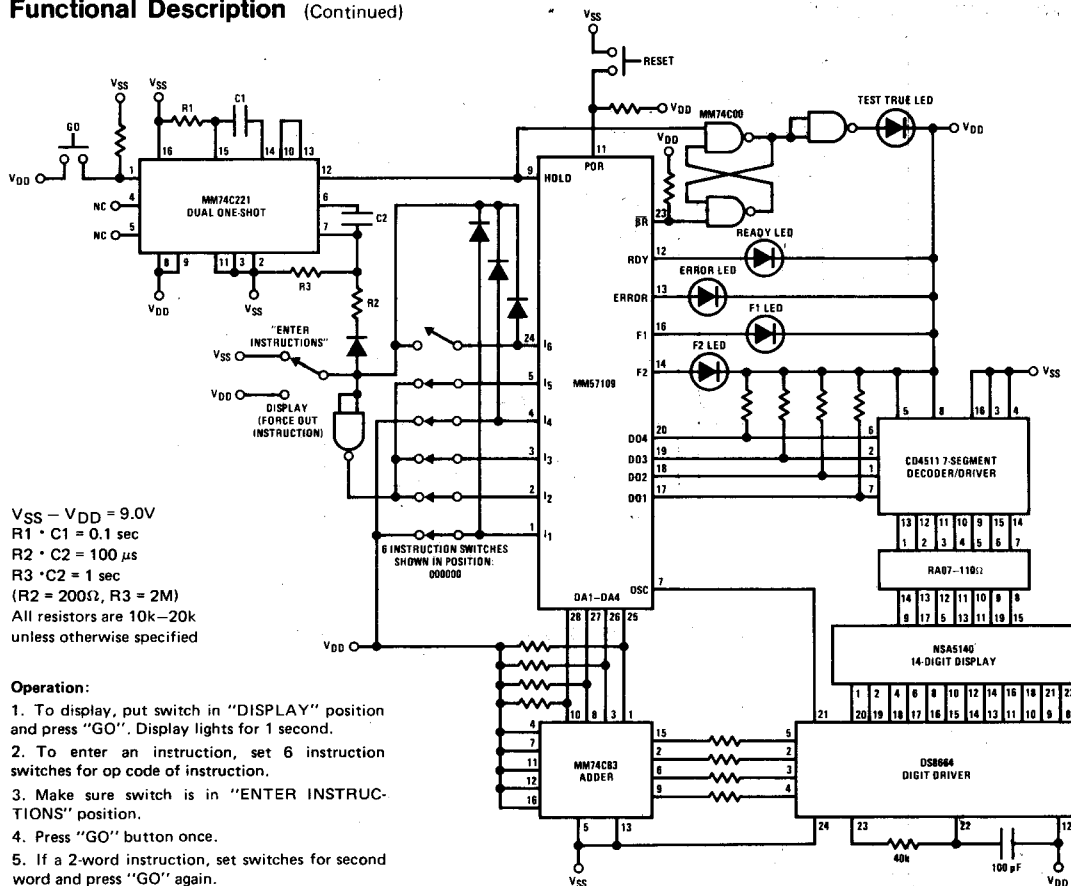 Functional Description (Continued)
VSS
RESET
VDD
MM74C00
TEST TRUE LED
VDD
VDD
VSS
VSS
GO
R1
C1
VDD
16
15
14
10
13
1
12
MM74C221
DUAL ONE-SHOT
NC
4
6
C2
NC
5
7
8
9
11
3
2
R3
R2
VDD
VSS
9
HOLD
11
POR
23
BR
READY LED
RDY
12
ERROR LED
ERROR
13
F1 LED
F1
16
F2 LED
F2
14
MM57109
"ENTER
INSTRUCTIONS"
VSS
VDD
DISPLAY
(FORCE OUT
INSTRUCTION)
24
I6
5
I5
4
I4
3
I3
2
I2
1
I1
6 INSTRUCTION SWITCHES
SHOWN IN POSITION:
000000
DO4
20
DO3
19
DO2
18
DO1
17
VSS
5
8
16
3
4
6
2
1
7
CD4511 7-SEGMENT
DECODER/DRIVER
13
12
11
10
9
15
14
1
2
3
4
5
6
7
RA07-110Ω
14
13
12
11
10
9
8
9
17
5
13
11
19
15
NSA5140
14-DIGIT DISPLAY
1
2
4
6
8
10
12
14
16
18
21
20
19
18
17
16
15
14
13
11
10
9
8
OSC
7
DA1-DA4
28
27
26
25
VDD
VSS – VDD = 9.0V
R1 • C1 = 0.1 sec
R2 • C2 = 100 μs
R3 • C2 = 1 sec
(R2 = 200Ω, R3 = 2M)
All resistors are 10k–20k
unless otherwise specified
10
8
3
1
4
7
11
12
16
MM74C83
ADDER
15
2
6
9
5
13
VSS
21
5
2
3
4
DS8664
DIGIT DRIVER
24
23
22
12
40k
100 pF
VDD
Operation:
1. To display, put switch in "DISPLAY" position
and press "GO". Display lights for 1 second.
2. To enter an instruction, set 6 instruction
switches for op code of instruction.
3. Make sure switch is in "ENTER INSTRUC-
TIONS" position.
4. Press "GO" button once.
5. If a 2-word instruction, set switches for second
word and press "GO" again.